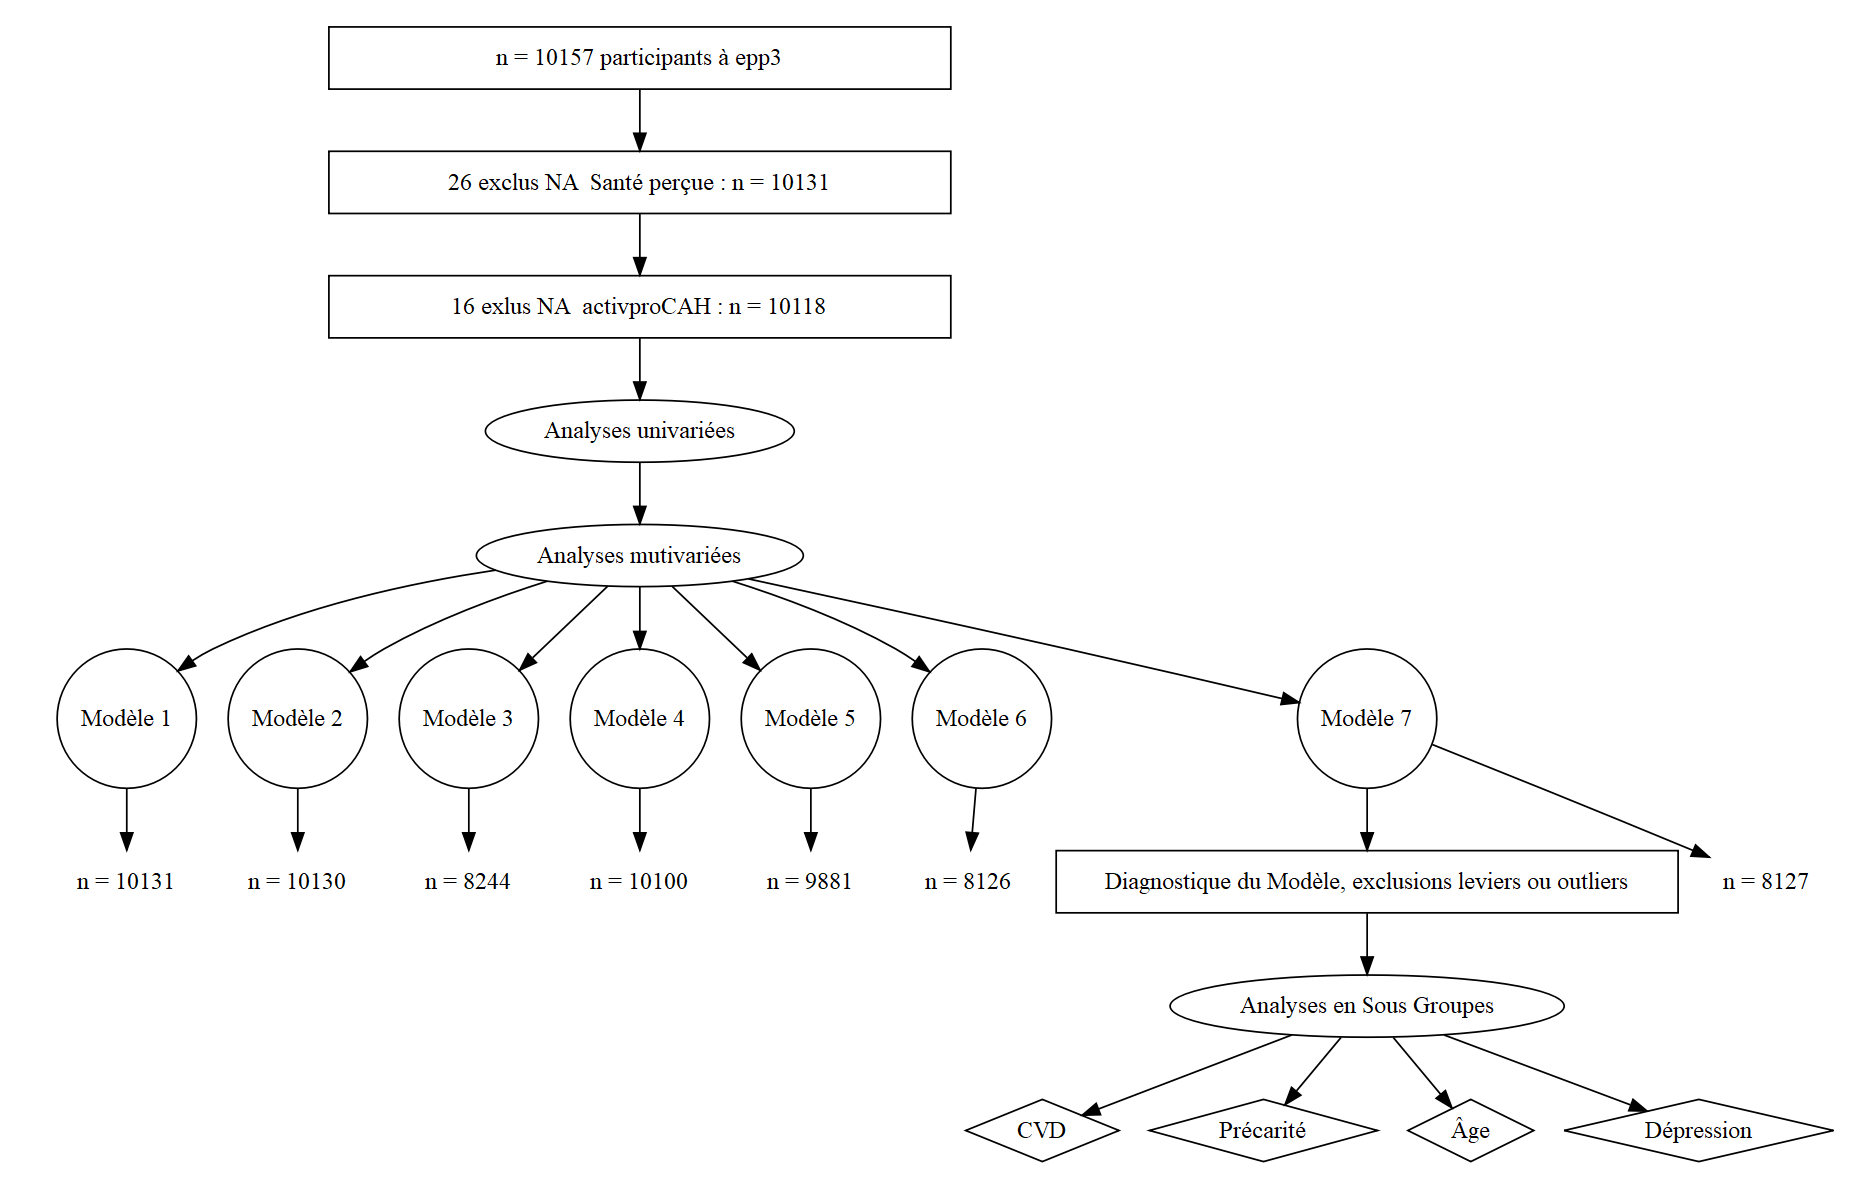 n = 10157 participants à epp3
26 exclus NA  Santé perçue : n = 10131
16 exlus NA  activproCAH : n = 10118
Analyses univariées
Analyses mutivariées
Modèle 1
Modèle 2
Modèle 3
Modèle 4
Modèle 5
Modèle 6
Modèle 7
n = 10131
n = 10130
n = 8244
n = 10100
n = 9881
n = 8126
Diagnostique du Modèle, exclusions leviers ou outliers
n = 8127
Analyses en Sous Groupes
CVD
Précarité
Âge
Dépression